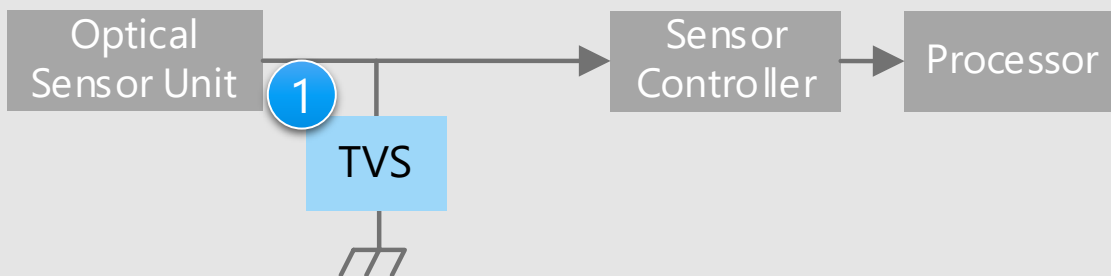 Optical
Sensor Unit
1
TVS
Sensor
Controller
Processor